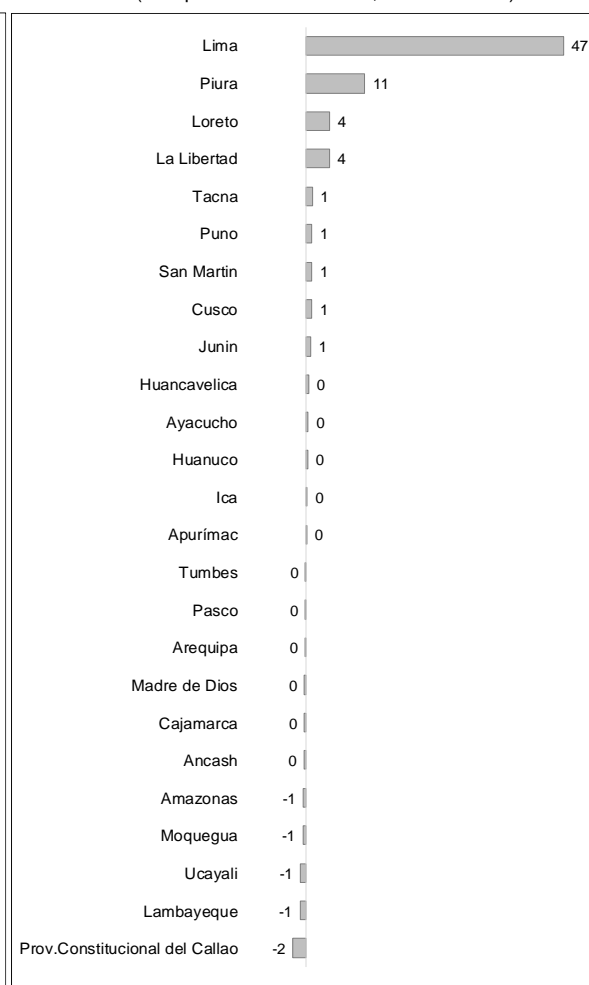 Lima 47
Piura 11
Loreto 4
La Libertad 4
Tacna 1
Puno 1
San Martin 1
Cusco 1
Junin 1
Huancavelica 0
Ayacucho 0
Huanuco 0
Ica 0
Apurímac 0
Tumbes 0
Pasco 0
Arequipa 0
Madre de Dios 0
Cajamarca 0
Ancash 0
Amazonas -1
Moquegua -1
Ucayali -1
Lambayeque -1
Prov.Constitucional del Callao -2